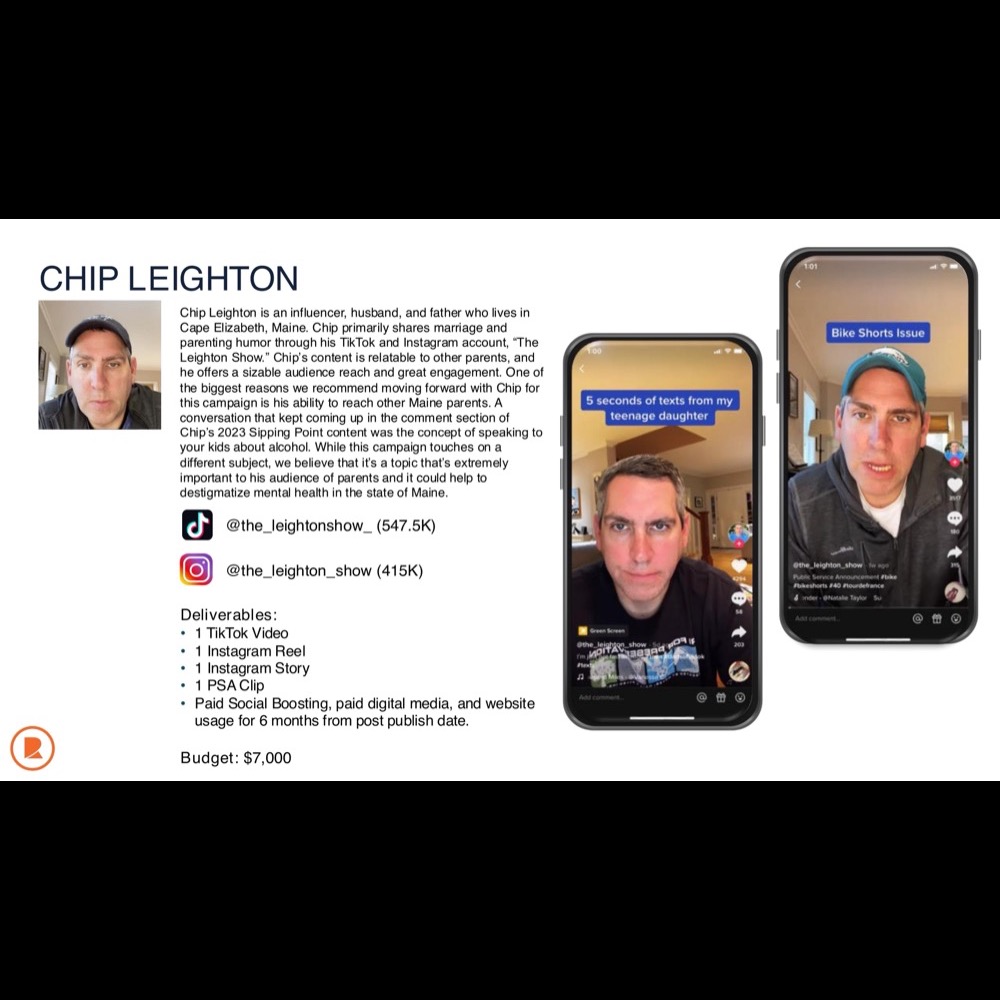 CHIP LEIGHTON
Chip Leighton is an influencer, husband, and father who lives in
Cape Elizabeth, Maine. Chip primarily shares marriage and
parenting humor through his TikTok and Instagram account, “The
Leighton Show.” Chip’s content is relatable to other parents, and
he offers a sizable audience reach and great engagement. One of
the biggest reasons we recommend moving forward with Chip for
this campaign is his ability to reach other Maine parents. A
conversation that kept coming up in the comment section of
Chip’s 2023 Sipping Point content was the concept of speaking to
your kids about alcohol. While this campaign touches on a
different subject, we believe that it’s a topic that’s extremely
important to his audience of parents and it could help to
destigmatize mental health in the state of Maine.
@the_leightonshow_ (547.5K)
@the_leighton_show (415K)
Deliverables:
• 1 TikTok Video
• 1 Instagram Reel
• 1 Instagram Story
• 1 PSA Clip
• Paid Social Boosting, paid digital media, and website
usage for 6 months from post publish date.
Budget: $7,000
R
1:00
5 seconds of texts from my
teenage daughter
4294
58
203
Green Screen
@the_leighton_show
Add comment...
1:01
Bike Shorts Issue
@the_leighton_show · 1w ago
Public Service Announcement #bike
#bikeshorts #40 #tourdefrance
@Natalie Taylor
Add comment...